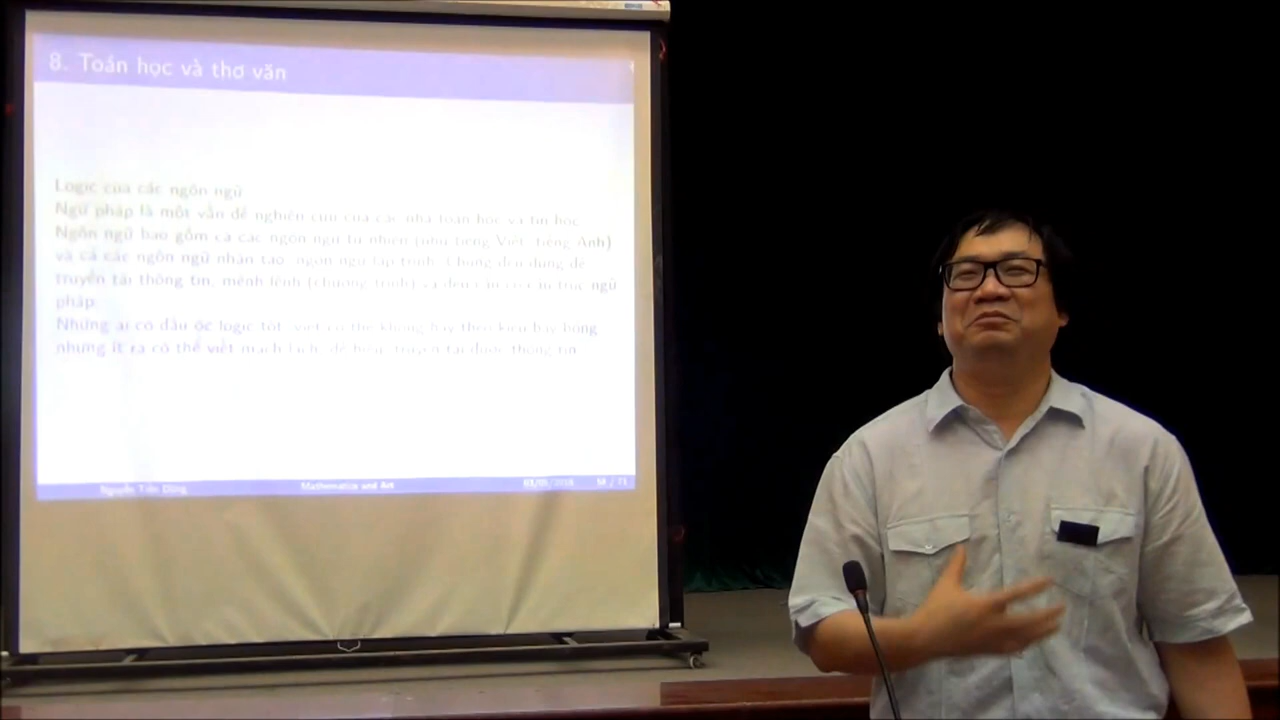 8. Toán học và thơ văn
Logic của các ngôn ngữ
Ngữ pháp là một vấn đề nghiên cứu của các nhà toán học và tin học
Ngôn ngữ bao gồm cả các ngôn ngữ tự nhiên (như tiếng Việt, tiếng Anh)
và cả các ngôn ngữ nhân tạo, ngôn ngữ lập trình. Chúng đều dùng để
truyền tải thông tin, mệnh lệnh (chương trình) và đều cần có cấu trúc ngữ
pháp.
Những ai có đầu óc logic tốt, viết có thể không hay theo kiểu bay bổng
nhưng ít ra có thể viết mạch lạch, dễ hiểu, truyền tải được thông tin.
Nguyễn Tiến Dũng Mathematics and Art